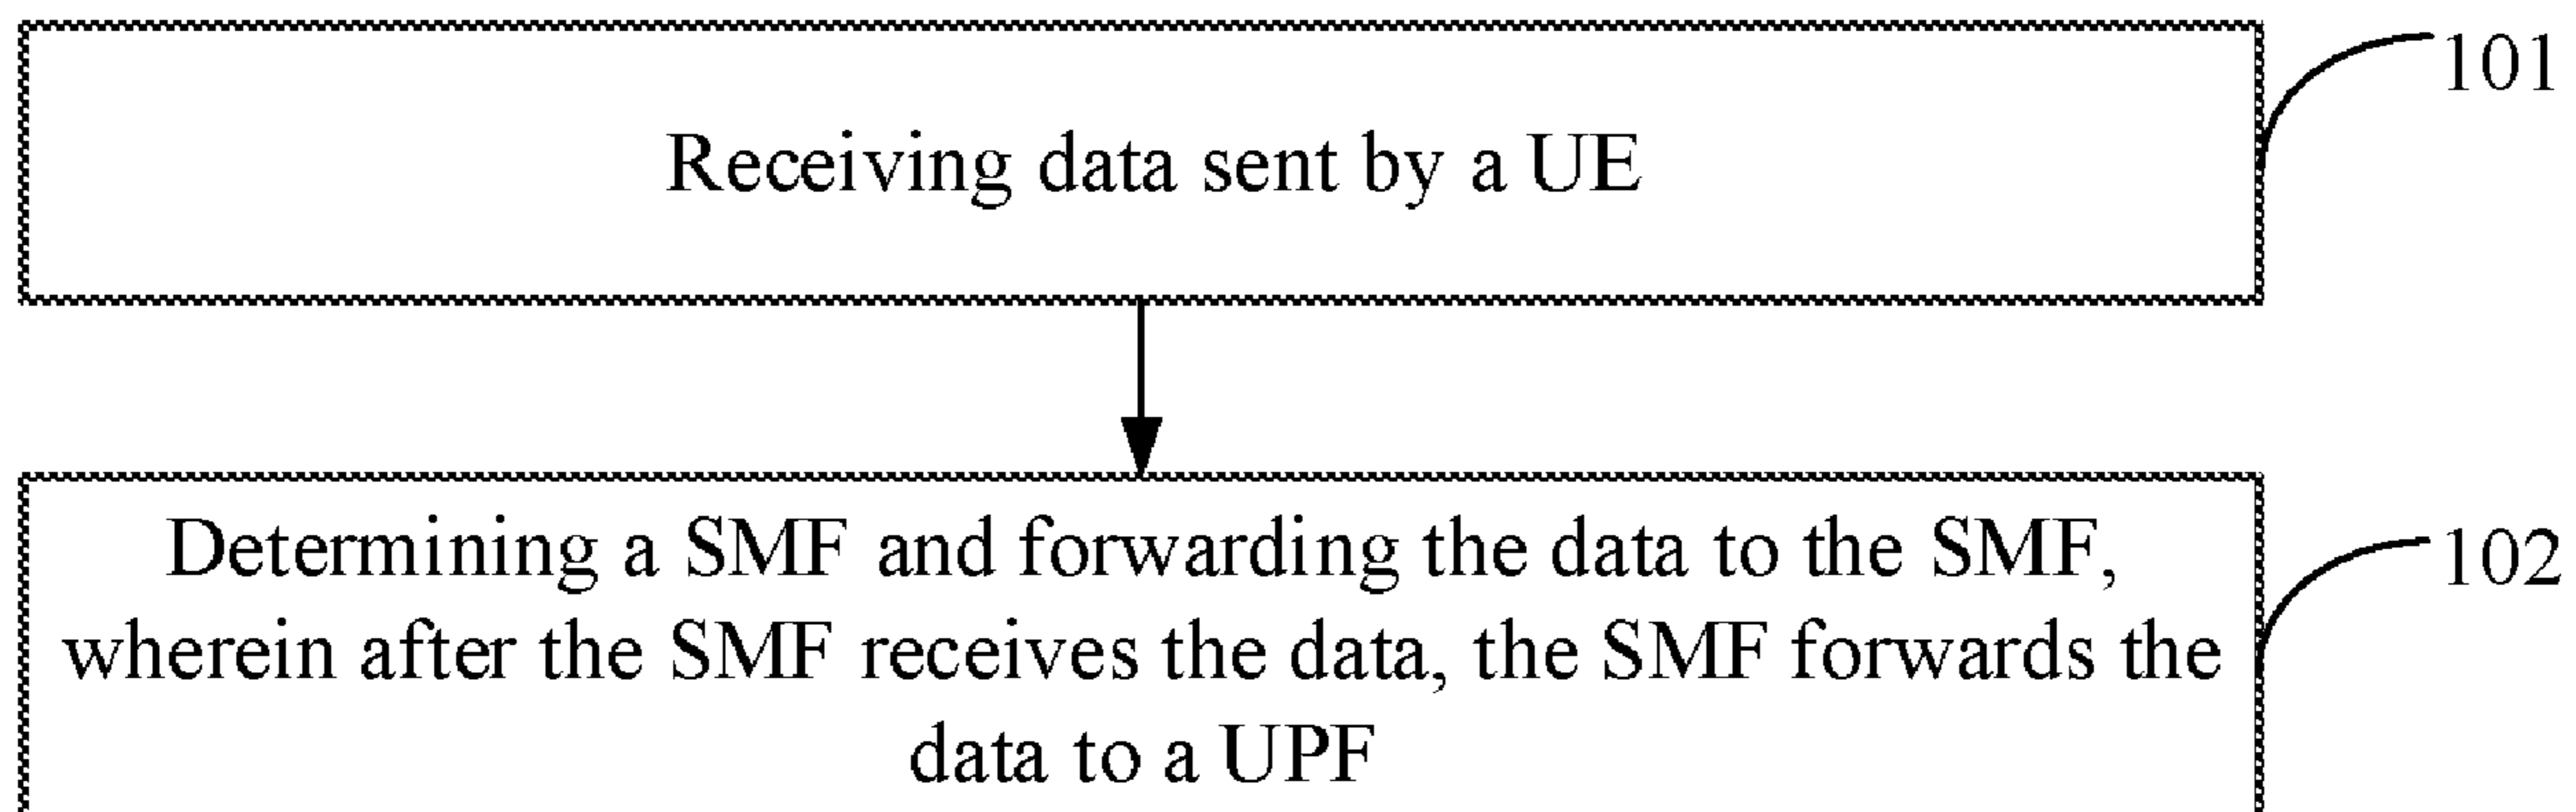 101
Receiving data sent by a UE
Determining a SMF and forwarding the data to the SMF,
102
wherein after the SMF receives the data, the SMF forwards the
data to a UPF